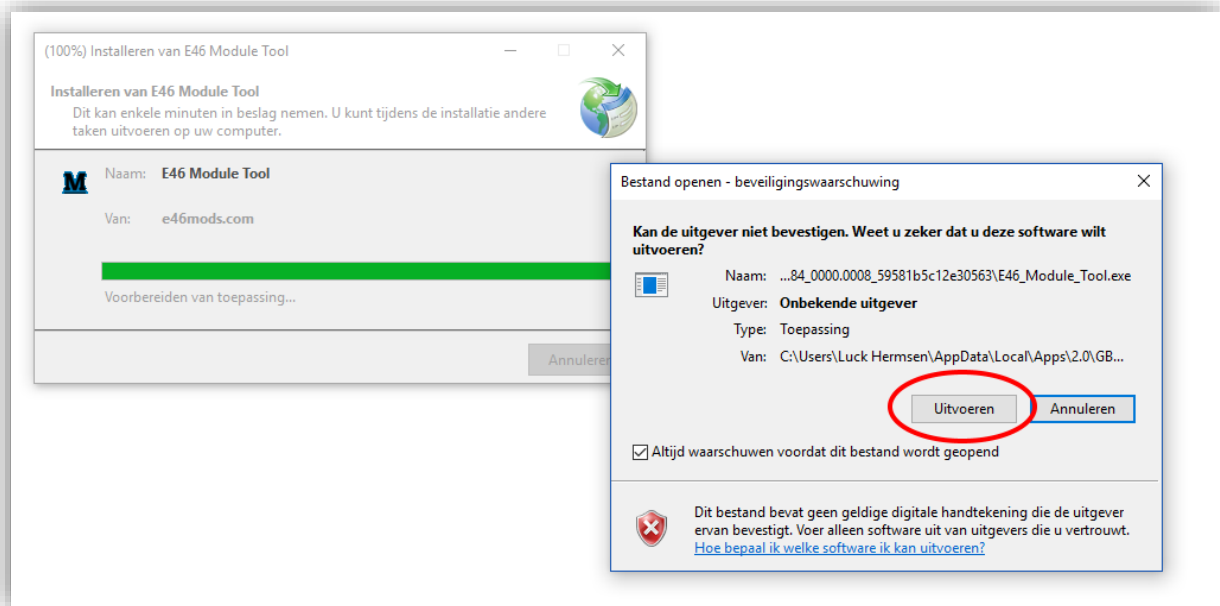 (100%) Installeren van E46 Module Tool
Installeren van E46 Module Tool
Dit kan enkele minuten in beslag nemen. U kunt tijdens de installatie andere
taken uitvoeren op uw computer.
M
Naam: E46 Module Tool
Van: e46mods.com
Voorbereiden van toepassing...
Annuleren
Bestand openen - beveiligingswaarschuwing
Kan de uitgever niet bevestigen. Weet u zeker dat u deze software wilt
uitvoeren?
Naam: ...84_0000.0008_59581b5c12e30563\E46_Module_Tool.exe
Uitgever: Onbekende uitgever
Type: Toepassing
Van: C:\Users\Luck Hermsen\AppData\Local\Apps\2.0\GB...
Uitvoeren Annuleren
Altijd waarschuwen voordat dit bestand wordt geopend
Dit bestand bevat geen geldige digitale handtekening die de uitgever
ervan bevestigt. Voer alleen software uit van uitgevers die u vertrouwt.
Hoe bepaal ik welke software ik kan uitvoeren?